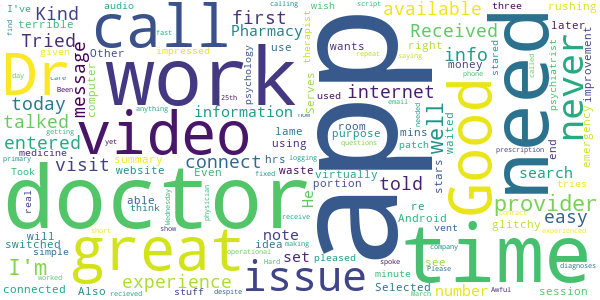 I've
audio
Kind
terrible
Tried
call
first
wish
available
rushing
script
calling
find
fast
impressed
Pharmacy
therapist
repeat
saying
wants
Received
three
later
Dr
given
Other
work
psychology
use
right
info
day
care
Been
message
computer
25th
anything
internet
money
stared
phone
need
called
psychiatrist
never
emergency
improvement
today
information
Serves
used
app
talked
getting
video
yet
lame
room
mins
well
Good
end
prescription
entered
using
purpose
patch
waited
primary
medicine
visit
summary
connect
hrs
waste
virtually
email
needed
stars
provider
Took
website
Even
He
portion
told
questions
search
tries
doctor
able
think
logging
fixed
re
Android
easy
glitchy
real
Wednesday
physician
receive
note
idea
pleased
vent
see
time
contact
experienced
switched
will
short
show
great
operational
making
Hard
set
minute
spoke
company
Please
simple
I'm
worked
experience
issue
Selected
number
diagnoses
connected
Also
recieved
stuff
despite
March
Awful
session